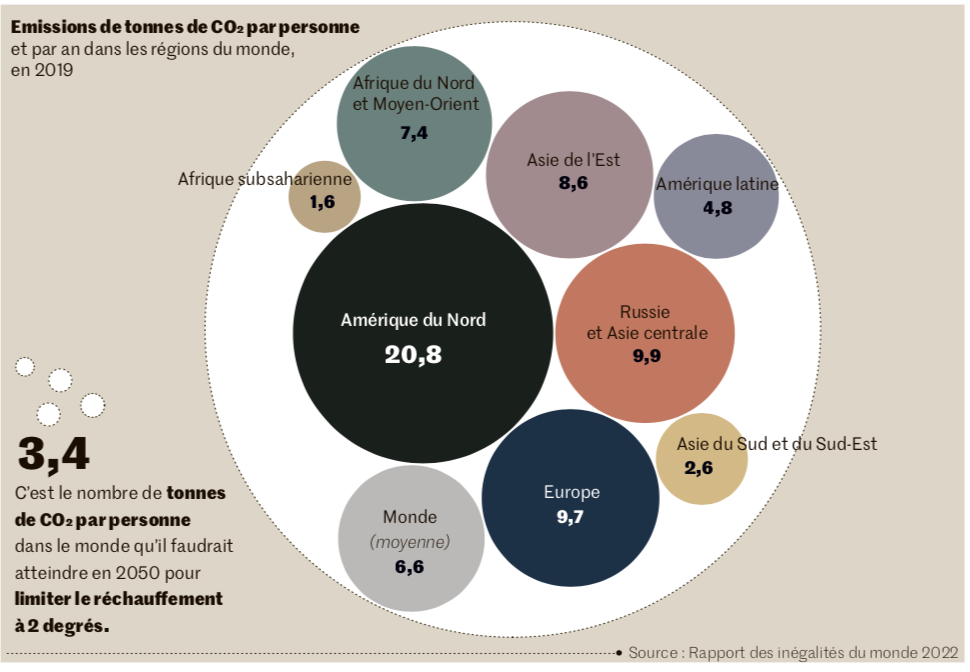 Emissions de tonnes de CO₂ par personne
et par an dans les régions du monde,
en 2019
Afrique du Nord
et Moyen-Orient
7,4
Asie de l'Est
8,6
Afrique subsaharienne
1,6
Amérique latine
4,8
Amérique du Nord
20,8
Russie
et Asie centrale
9,9
Asie du Sud et du Sud-Est
2,6
Europe
9,7
Monde
(moyenne)
6,6
3,4
C'est le nombre de tonnes
de CO₂ par personne
dans le monde qu'il faudrait
atteindre en 2050 pour
limiter le réchauffement
à 2 degrés.
Source : Rapport des inégalités du monde 2022